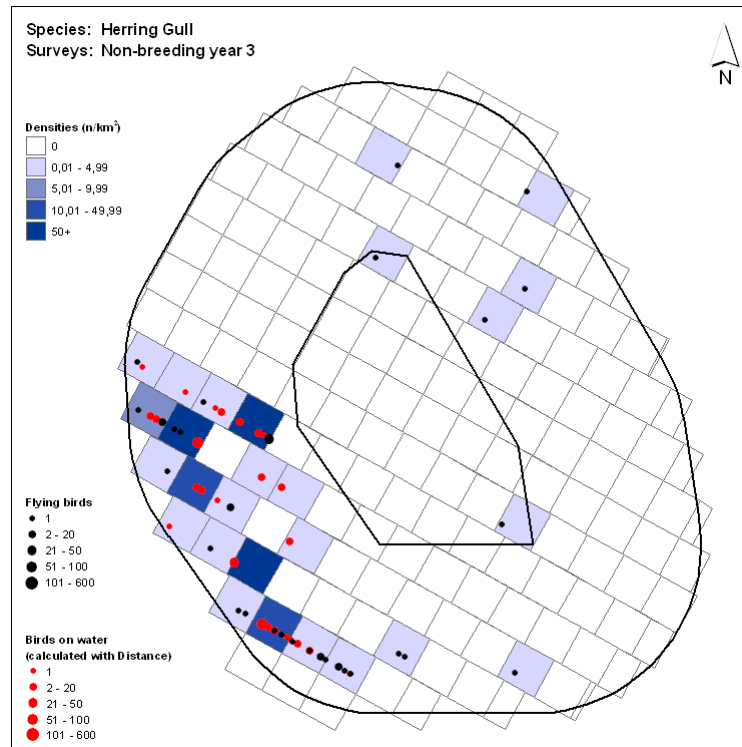 Species: Herring Gull
Surveys: Non-breeding year 3
N
Densities (n/km²)
0
0,01 - 4,99
5,01 - 9,99
10,01 - 49,99
50+
Flying birds
1
2 - 20
21 - 50
51 - 100
101 - 600
Birds on water
(calculated with Distance)
1
2 - 20
21 - 50
51 - 100
101 - 600